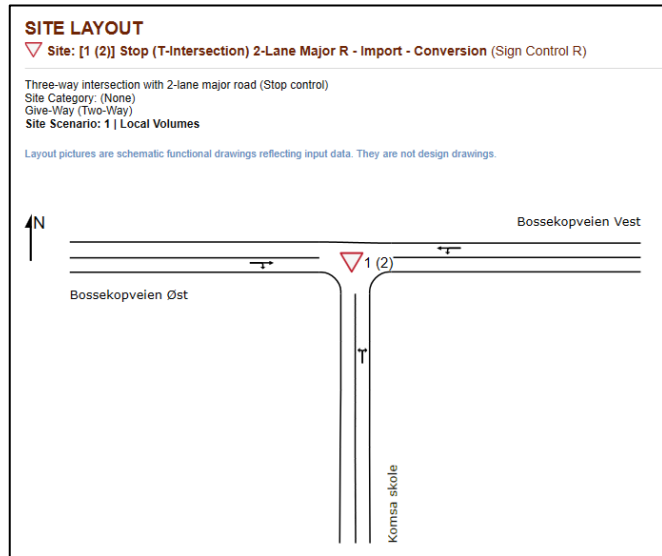 SITE LAYOUT
Site: [1 (2)] Stop (T-Intersection) 2-Lane Major R - Import - Conversion (Sign Control R)
Three-way intersection with 2-lane major road (Stop control)
Site Category: (None)
Give-Way (Two-Way)
Site Scenario: 1 | Local Volumes
Layout pictures are schematic functional drawings reflecting input data. They are not design drawings.
N
Bossekopveien Vest
1 (2)
Bossekopveien Øst
Komsa skole